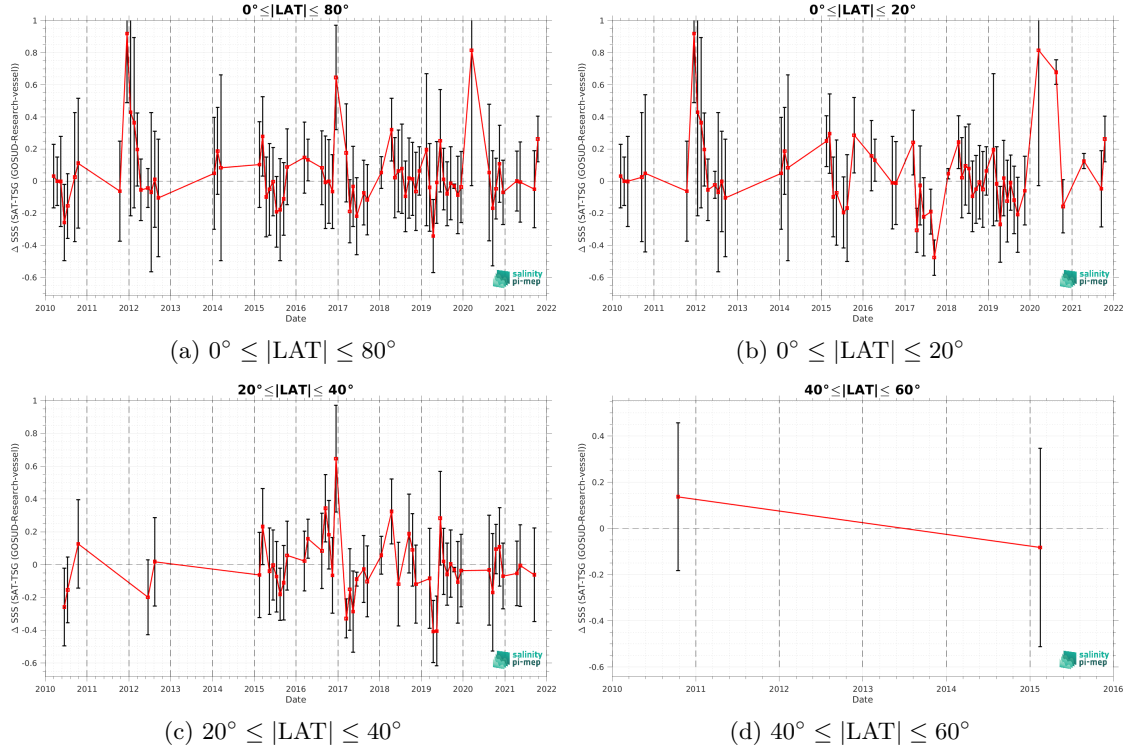 0°≤|LAT|≤ 80°
Δ SSS (SAT-TSG (GOSUD-Research-vessel))
1
0.8
0.6
0.4
0.2
0
-0.2
-0.4
-0.6
salinity
pi-mep
2010 2011 2012 2013 2014 2015 2016 2017 2018 2019 2020 2021 2022
Date
(a) 0° ≤ |LAT| ≤ 80°
0°≤|LAT|≤ 20°
Δ SSS (SAT-TSG (GOSUD-Research-vessel))
1
0.8
0.6
0.4
0.2
0
-0.2
-0.4
-0.6
salinity
pi-mep
2010 2011 2012 2013 2014 2015 2016 2017 2018 2019 2020 2021 2022
Date
(b) 0° ≤ |LAT| ≤ 20°
20°≤|LAT|≤ 40°
Δ SSS (SAT-TSG (GOSUD-Research-vessel))
1
0.8
0.6
0.4
0.2
0
-0.2
-0.4
-0.6
salinity
pi-mep
2010 2011 2012 2013 2014 2015 2016 2017 2018 2019 2020 2021 2022
Date
(c) 20° ≤ |LAT| ≤ 40°
40°≤|LAT|≤ 60°
Δ SSS (SAT-TSG (GOSUD-Research-vessel))
0.4
0.2
0
-0.2
-0.4
-0.6
salinity
pi-mep
2010 2011 2012 2013 2014 2015 2016
Date
(d) 40° ≤ |LAT| ≤ 60°